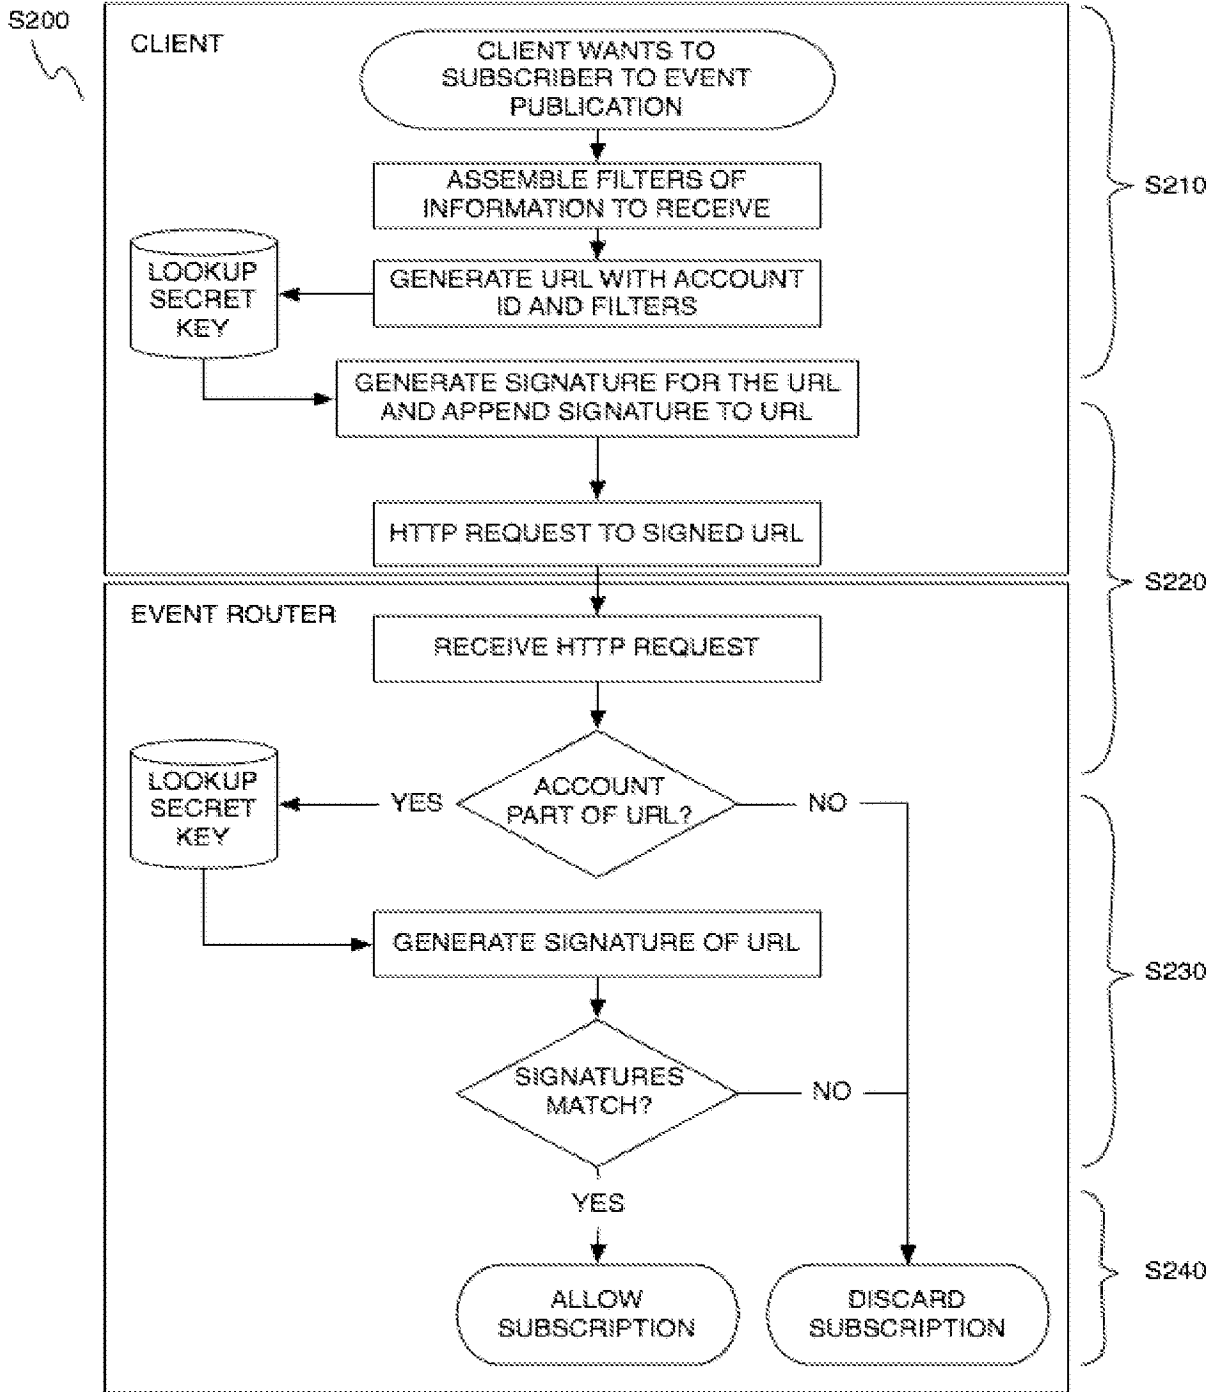 S200
CLIENT
CLIENT WANTS TO
SUBSCRIBER TO EVENT
PUBLICATION
ASSEMBLE FILTERS OF
INFORMATION TO RECEIVE
S210
LOOKUP
SECRET
KEY
GENERATE URL WITH ACCOUNT
ID AND FILTERS
GENERATE SIGNATURE FOR THE URL
AND APPEND SIGNATURE TO URL
HTTP REQUEST TO SIGNED URL
S220
EVENT ROUTER
RECEIVE HTTP REQUEST
LOOKUP
SECRET
KEY
YES
ACCOUNT
PART OF URL?
NO
GENERATE SIGNATURE OF URL
S230
SIGNATURES
MATCH?
NO
YES
S240
ALLOW
SUBSCRIPTION
DISCARD
SUBSCRIPTION